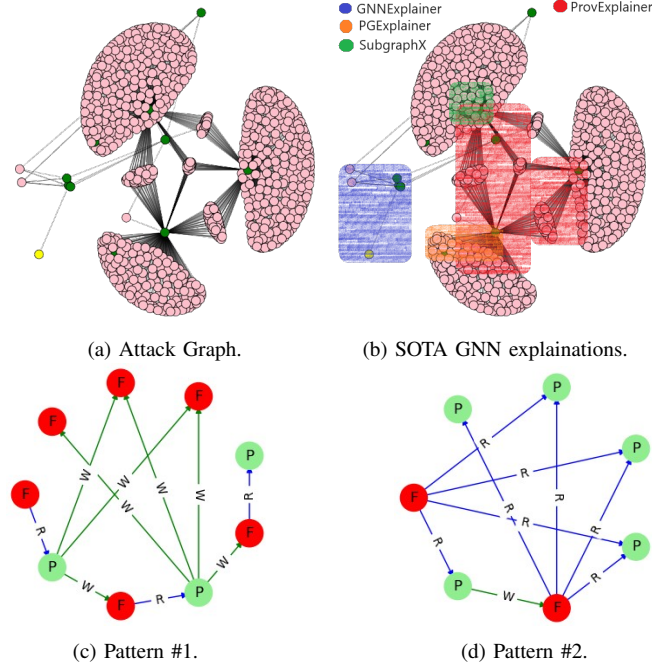 GNNExplainer
PGExplainer
SubgraphX
ProvExplainer
(a) Attack Graph.
(b) SOTA GNN explainations.
F
F
F
P
F
F
P
P
F
R
W
W
W
W
W
W
R
R
(c) Pattern #1.
P
P
P
F
P
P
F
R
R
R
R
R
R
R
R
W
(d) Pattern #2.